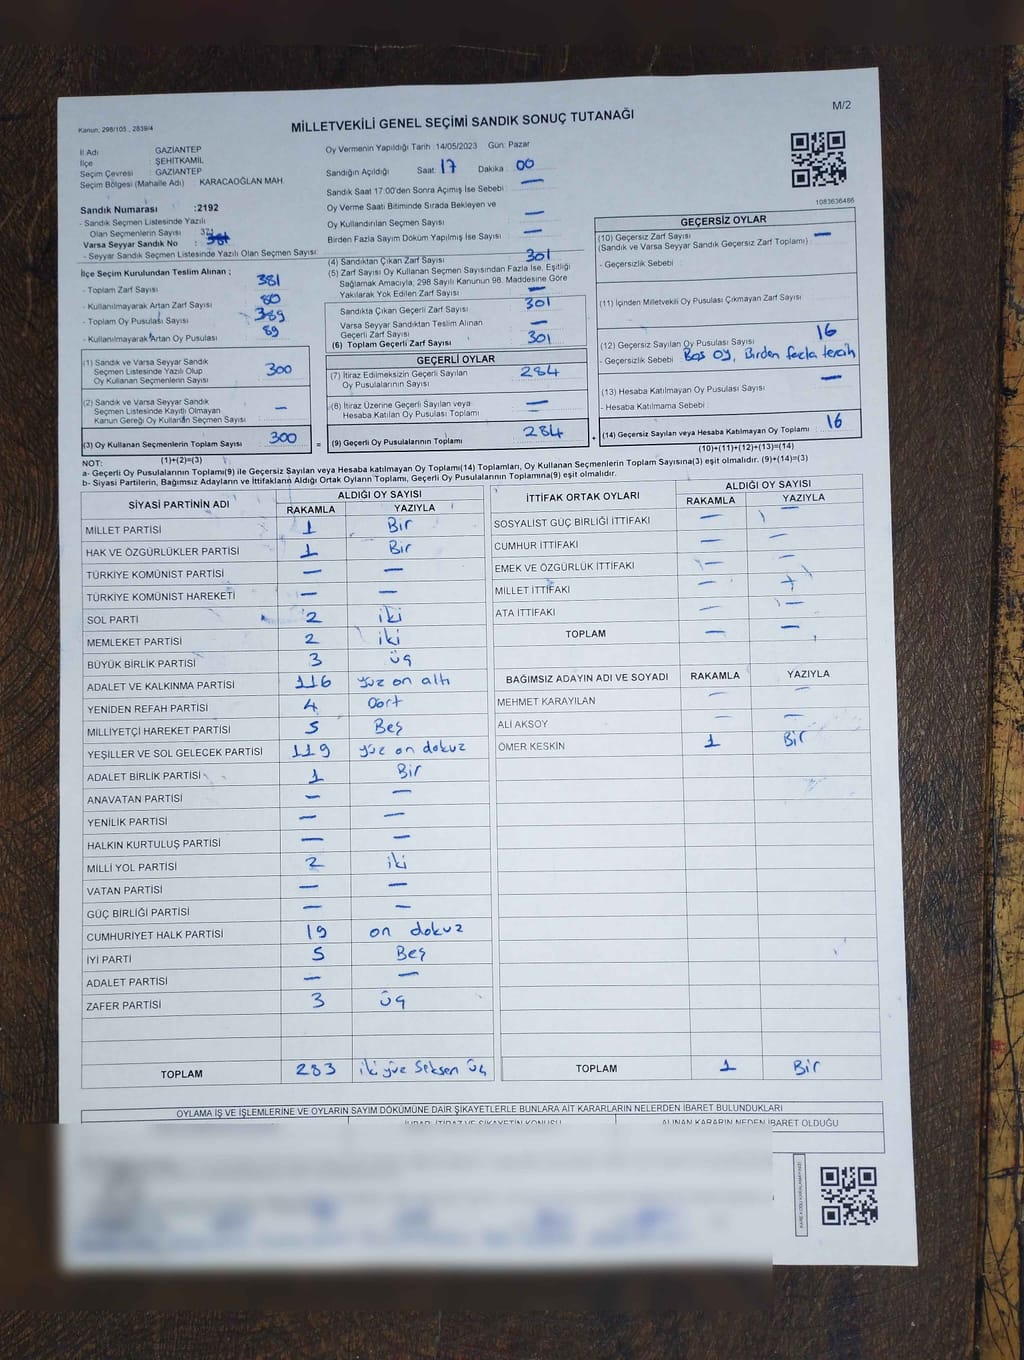 Kanun; 298/105 , 2839/4
MİLLETVEKİLİ GENEL SEÇİMİ SANDIK SONUÇ TUTANAĞI
M/2
İl Adı : GAZİANTEP
İlçe : ŞEHİTKAMİL
Seçim Çevresi : GAZİANTEP
Seçim Bölgesi (Mahalle Adı) KARACAOĞLAN MAH.
Sandık Numarası :2192
- Sandık Seçmen Listesinde Yazılı
Olan Seçmenlerin Sayısı
Varsa Seyyar Sandık No :
- Seyyar Sandık Seçmen Listesinde Yazılı Olan Seçmen Sayısı:
İlçe Seçim Kurulundan Teslim Alınan ;
- Toplam Zarf Sayısı 381
- Kullanılmayarak Artan Zarf Sayısı 80
- Toplam Oy Pusulası Sayısı 389
- Kullanılmayarak Artan Oy Pusulası 89
(1) Sandık ve Varsa Seyyar Sandık
Seçmen Listesinde Yazılı Olup
Oy Kullanan Seçmenlerin Sayısı 300
(2) Sandık ve Varsa Seyyar Sandık
Seçmen Listesinde Kayıtlı Olmayan
Kanun Gereği Oy Kullanan Seçmen Sayısı —
(3) Oy Kullanan Seçmenlerin Toplam Sayısı 300 =
(1)+(2)=(3)
Oy Vermenin Yapıldığı Tarih :14/05/2023 Gün: Pazar
Sandığın Açıldığı Saat: 17 Dakika : 00
Sandık Saat 17:00'den Sonra Açımış İse Sebebi : —
Oy Verme Saati Bitiminde Sırada Bekleyen ve
Oy Kullandırılan Seçmen Sayısı —
Birden Fazla Sayım Döküm Yapılmış İse Sayısı —
(4) Sandıktan Çıkan Zarf Sayısı 301
(5) Zarf Sayısı Oy Kullanan Seçmen Sayısından Fazla İse, Eşitliği
Sağlamak Amacıyla; 298 Sayılı Kanunun 98. Maddesine Göre
Yakılarak Yok Edilen Zarf Sayısı —
Sandıkta Çıkan Geçerli Zarf Sayısı 301
Varsa Seyyar Sandıktan Teslim Alınan
Geçerli Zarf Sayısı —
(6) Toplam Geçerli Zarf Sayısı 301
GEÇERLİ OYLAR
(7) İtiraz Edilmeksizin Geçerli Sayılan
Oy Pusulalarının Sayısı 284
(8) İtiraz Üzerine Geçerli Sayılan veya
Hesaba Katılan Oy Pusulası Toplamı —
(9) Geçerli Oy Pusulalarının Toplamı 284 +
1083636486
GEÇERSİZ OYLAR
(10) Geçersiz Zarf Sayısı —
(Sandık ve Varsa Seyyar Sandık Geçersiz Zarf Toplamı)
- Geçersizlik Sebebi :
(11) İçinden Milletvekili Oy Pusulası Çıkmayan Zarf Sayısı
(12) Geçersiz Sayılan Oy Pusulası Sayısı 16
- Geçersizlik Sebebi : Boş oy, Birden fazla tercih
(13) Hesaba Katılmayan Oy Pusulası Sayısı —
- Hesaba Katılmama Sebebi :
(14) Geçersiz Sayılan veya Hesaba Katılmayan Oy Toplamı : 16
(10)+(11)+(12)+(13)=(14)
NOT:
a- Geçerli Oy Pusulalarının Toplamı(9) ile Geçersiz Sayılan veya Hesaba katılmayan Oy Toplamı(14) Toplamları, Oy Kullanan Seçmenlerin Toplam Sayısına(3) eşit olmalıdır. (9)+(14)=(3)
b- Siyasi Partilerin, Bağımsız Adayların ve İttifakların Aldığı Ortak Oyların Toplamı, Geçerli Oy Pusulalarının Toplamına(9) eşit olmalıdır.
SİYASİ PARTİNİN ADI ALDIĞI OY SAYISI
RAKAMLA YAZIYLA
MİLLET PARTİSİ 1 Bir
HAK VE ÖZGÜRLÜKLER PARTİSİ 1 Bir
TÜRKİYE KOMÜNİST PARTİSİ — —
TÜRKİYE KOMÜNİST HAREKETİ — —
SOL PARTİ 2 iki
MEMLEKET PARTİSİ 2 iki
BÜYÜK BİRLİK PARTİSİ 3 üç
ADALET VE KALKINMA PARTİSİ 116 yüz on altı
YENİDEN REFAH PARTİSİ 4 Dört
MİLLİYETÇİ HAREKET PARTİSİ 5 Beş
YEŞİLLER VE SOL GELECEK PARTİSİ 119 yüz on dokuz
ADALET BİRLİK PARTİSİ 1 Bir
ANAVATAN PARTİSİ — —
YENİLİK PARTİSİ — —
HALKIN KURTULUŞ PARTİSİ — —
MİLLİ YOL PARTİSİ 2 iki
VATAN PARTİSİ — —
GÜÇ BİRLİĞİ PARTİSİ — —
CUMHURİYET HALK PARTİSİ 19 on dokuz
İYİ PARTİ 5 Beş
ADALET PARTİSİ — —
ZAFER PARTİSİ 3 üç
TOPLAM 283 iki yüz seksen üç
İTTİFAK ORTAK OYLARI ALDIĞI OY SAYISI
RAKAMLA YAZIYLA
SOSYALİST GÜÇ BİRLİĞİ İTTİFAKI — —
CUMHUR İTTİFAKI — —
EMEK VE ÖZGÜRLÜK İTTİFAKI — —
MİLLET İTTİFAKI — —
ATA İTTİFAKI — —
TOPLAM — —
BAĞIMSIZ ADAYIN ADI VE SOYADI RAKAMLA YAZIYLA
MEHMET KARAYILAN — —
ALİ AKSOY — —
ÖMER KESKİN 1 Bir
TOPLAM 1 Bir
OYLAMA İŞ VE İŞLEMLERİNE VE OYLARIN SAYIM DÖKÜMÜNE DAİR ŞİKAYETLERLE BUNLARA AİT KARARLARIN NELERDEN İBARET BULUNDUKLARI
ALINAN KARARIN NEDEN İBARET OLDUĞU